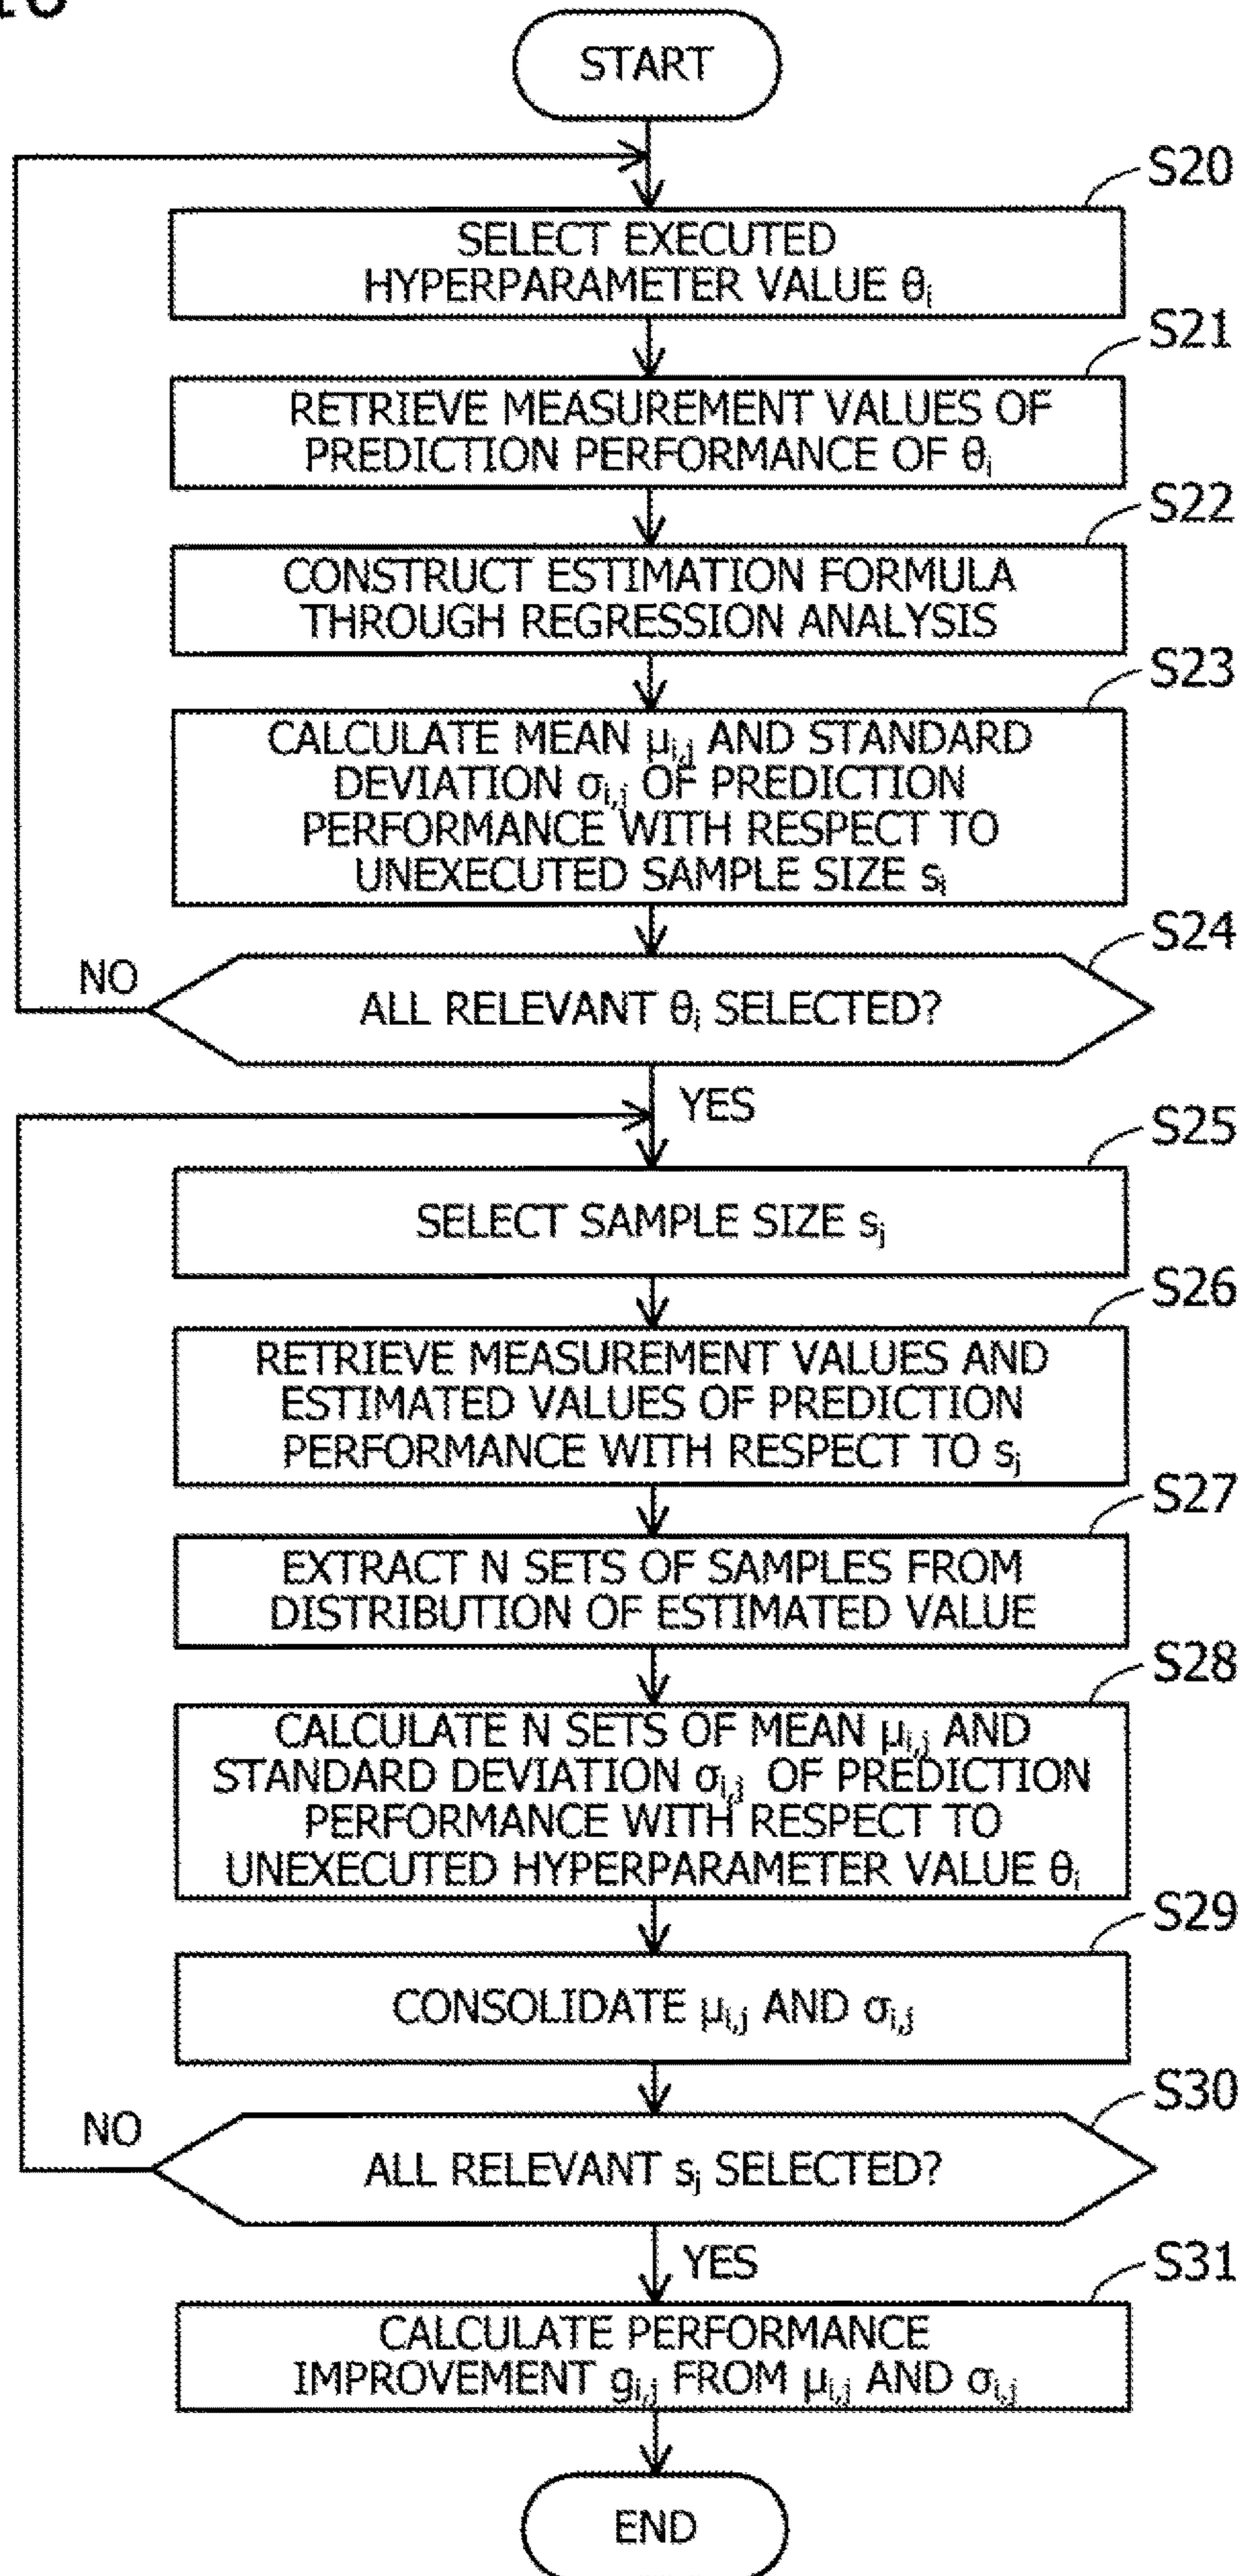 START
S20
SELECT EXECUTED
HYPERPARAMETER VALUE θi
S21
RETRIEVE MEASUREMENT VALUES OF
PREDICTION PERFORMANCE OF θi
S22
CONSTRUCT ESTIMATION FORMULA
THROUGH REGRESSION ANALYSIS
S23
CALCULATE MEAN μi,j AND STANDARD
DEVIATION σi,j OF PREDICTION
PERFORMANCE WITH RESPECT TO
UNEXECUTED SAMPLE SIZE sj
S24
NO
ALL RELEVANT θi SELECTED?
YES
S25
SELECT SAMPLE SIZE sj
S26
RETRIEVE MEASUREMENT VALUES AND
ESTIMATED VALUES OF PREDICTION
PERFORMANCE WITH RESPECT TO sj
S27
EXTRACT N SETS OF SAMPLES FROM
DISTRIBUTION OF ESTIMATED VALUE
S28
CALCULATE N SETS OF MEAN μi,j AND
STANDARD DEVIATION σi,j OF PREDICTION
PERFORMANCE WITH RESPECT TO
UNEXECUTED HYPERPARAMETER VALUE θi
S29
CONSOLIDATE μi,j AND σi,j
S30
NO
ALL RELEVANT sj SELECTED?
YES
S31
CALCULATE PERFORMANCE
IMPROVEMENT gi,j FROM μi,j AND σi,j
END